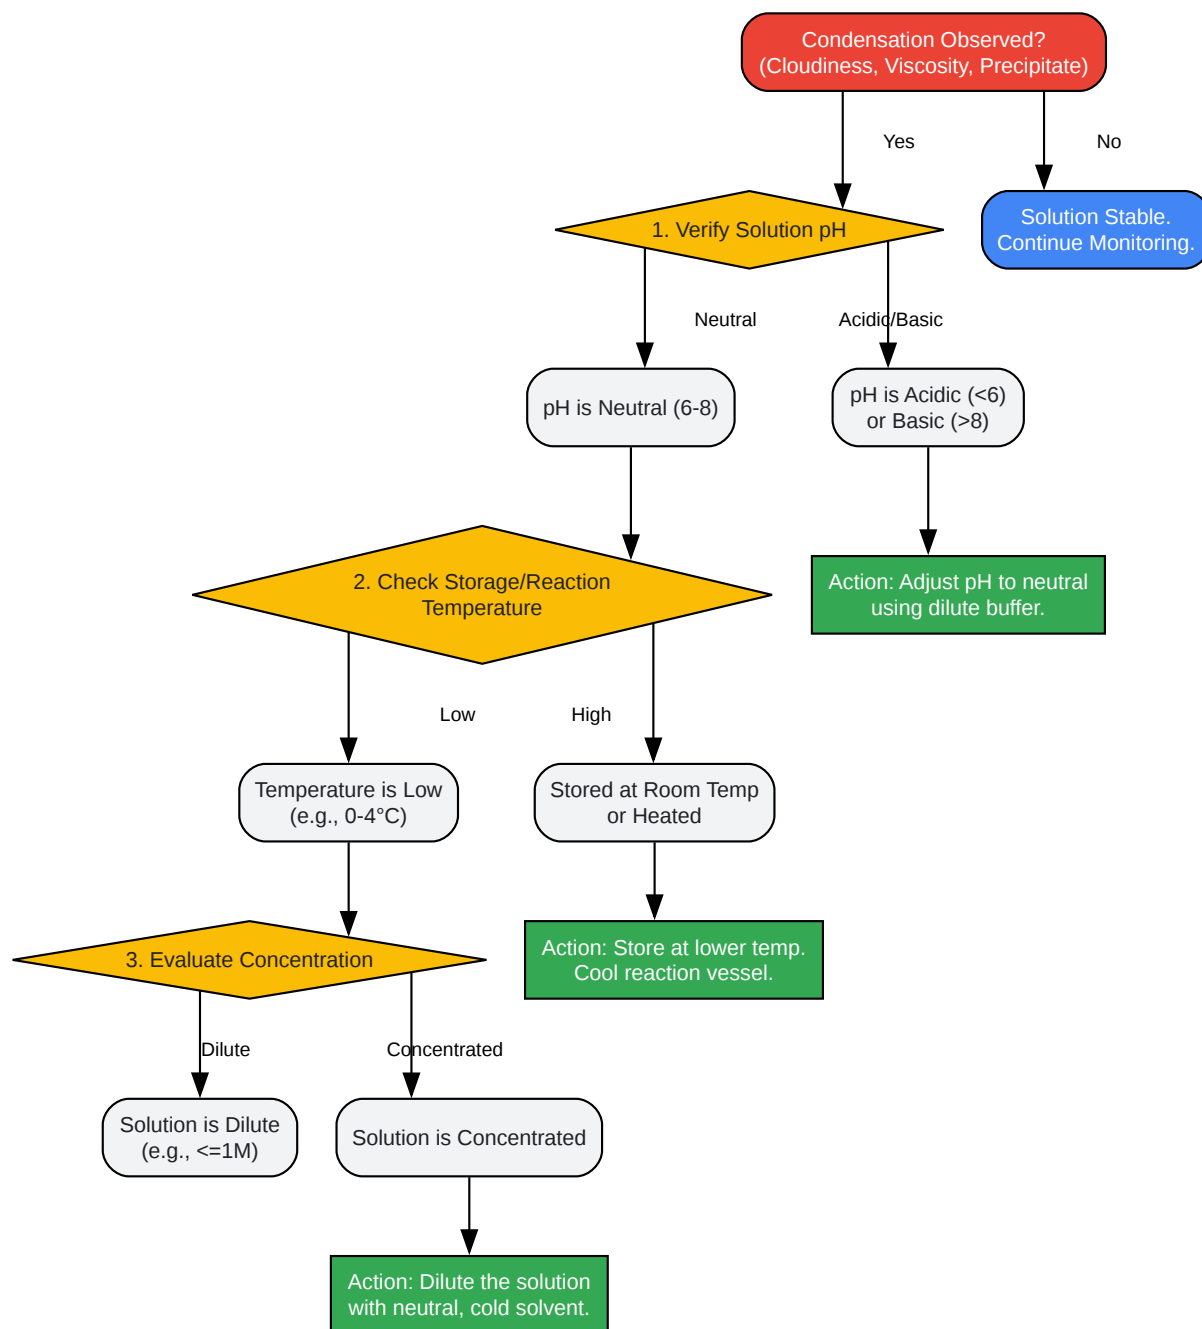 Condensation Observed?
(Cloudiness, Viscosity, Precipitate)
Yes
No
1. Verify Solution pH
Solution Stable.
Continue Monitoring.
Neutral
Acidic/Basic
pH is Neutral (6-8)
pH is Acidic (<6)
or Basic (>8)
2. Check Storage/Reaction
Temperature
Action: Adjust pH to neutral
using dilute buffer.
Low
High
Temperature is Low
(e.g., 0-4°C)
Stored at Room Temp
or Heated
3. Evaluate Concentration
Action: Store at lower temp.
Cool reaction vessel.
Dilute
Concentrated
Solution is Dilute
(e.g., <=1M)
Solution is Concentrated
Action: Dilute the solution
with neutral, cold solvent.